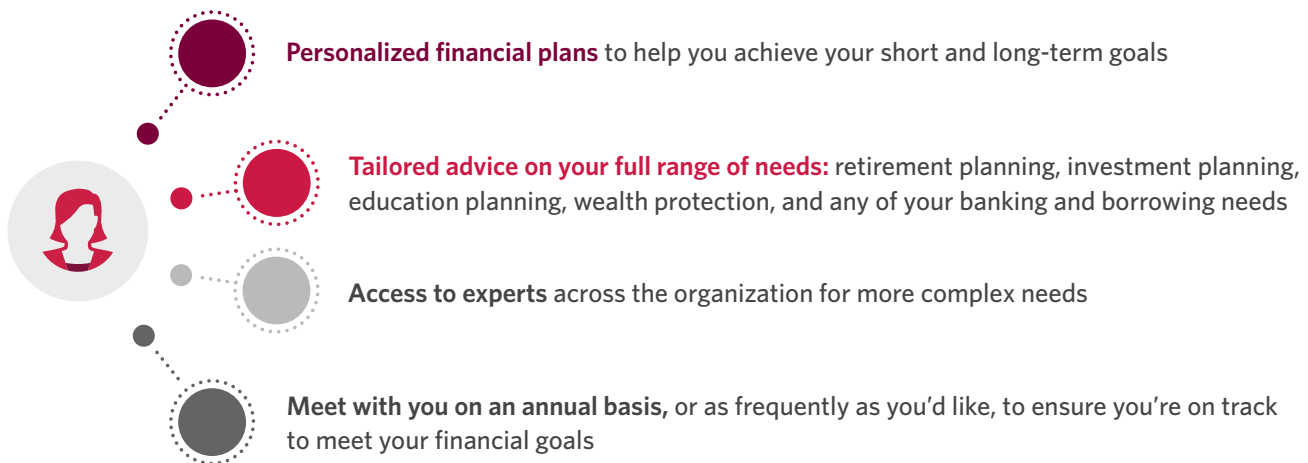 Personalized financial plans to help you achieve your short and long-term goals
Tailored advice on your full range of needs: retirement planning, investment planning,
education planning, wealth protection, and any of your banking and borrowing needs
Access to experts across the organization for more complex needs
Meet with you on an annual basis, or as frequently as you’d like, to ensure you’re on track
to meet your financial goals